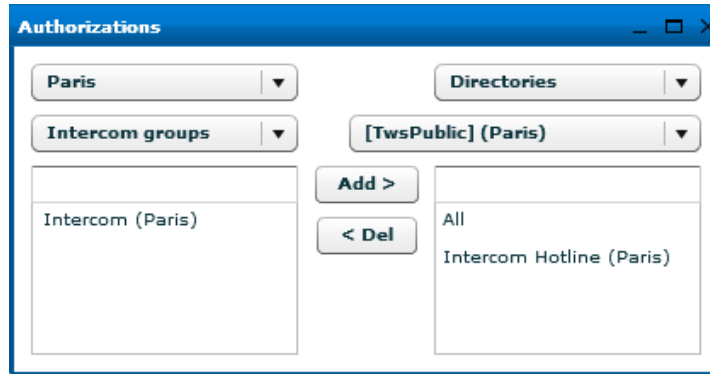 Authorizations
Paris
Directories
Intercom groups
[TwsPublic] (Paris)
Add >
< Del
Intercom (Paris)
All
Intercom Hotline (Paris)